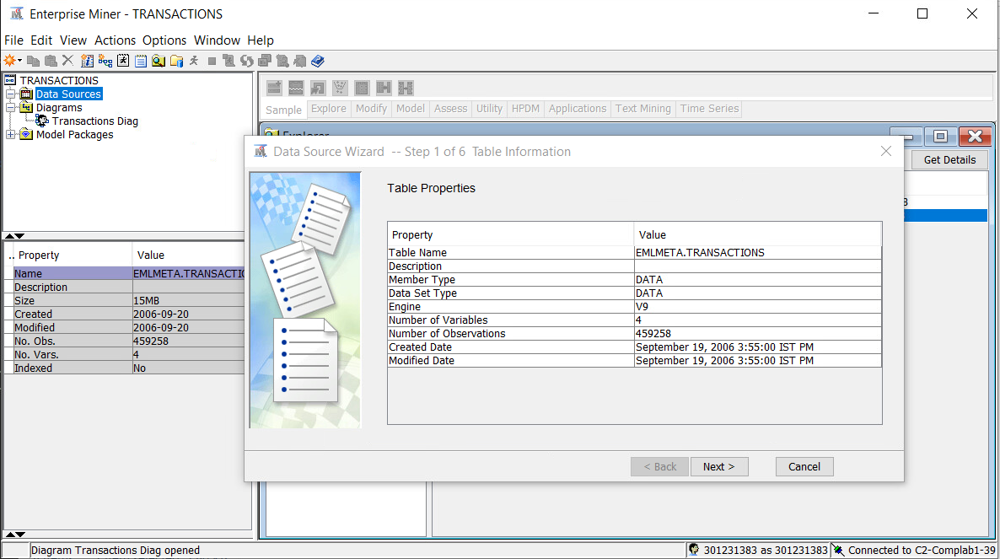 Enterprise Miner - TRANSACTIONS
File Edit View Actions Options Window Help
TRANSACTIONS
Data Sources
Diagrams
Transactions Diag
Model Packages
.. Property Value
Name EMLMETA.TRANSACTIO
Description
Size 15MB
Created 2006-09-20
Modified 2006-09-20
No. Obs. 459258
No. Vars. 4
Indexed No
Sample Explore Modify Model Assess Utility HPDM Applications Text Mining Time Series
Explorer
Get Details
Data Source Wizard -- Step 1 of 6 Table Information
Table Properties
Property Value
Table Name EMLMETA.TRANSACTIONS
Description
Member Type DATA
Data Set Type DATA
Engine V9
Number of Variables 4
Number of Observations 459258
Created Date September 19, 2006 3:55:00 IST PM
Modified Date September 19, 2006 3:55:00 IST PM
< Back Next > Cancel
Diagram Transactions Diag opened
301231383 as 301231383 Connected to C2-Complab1-39